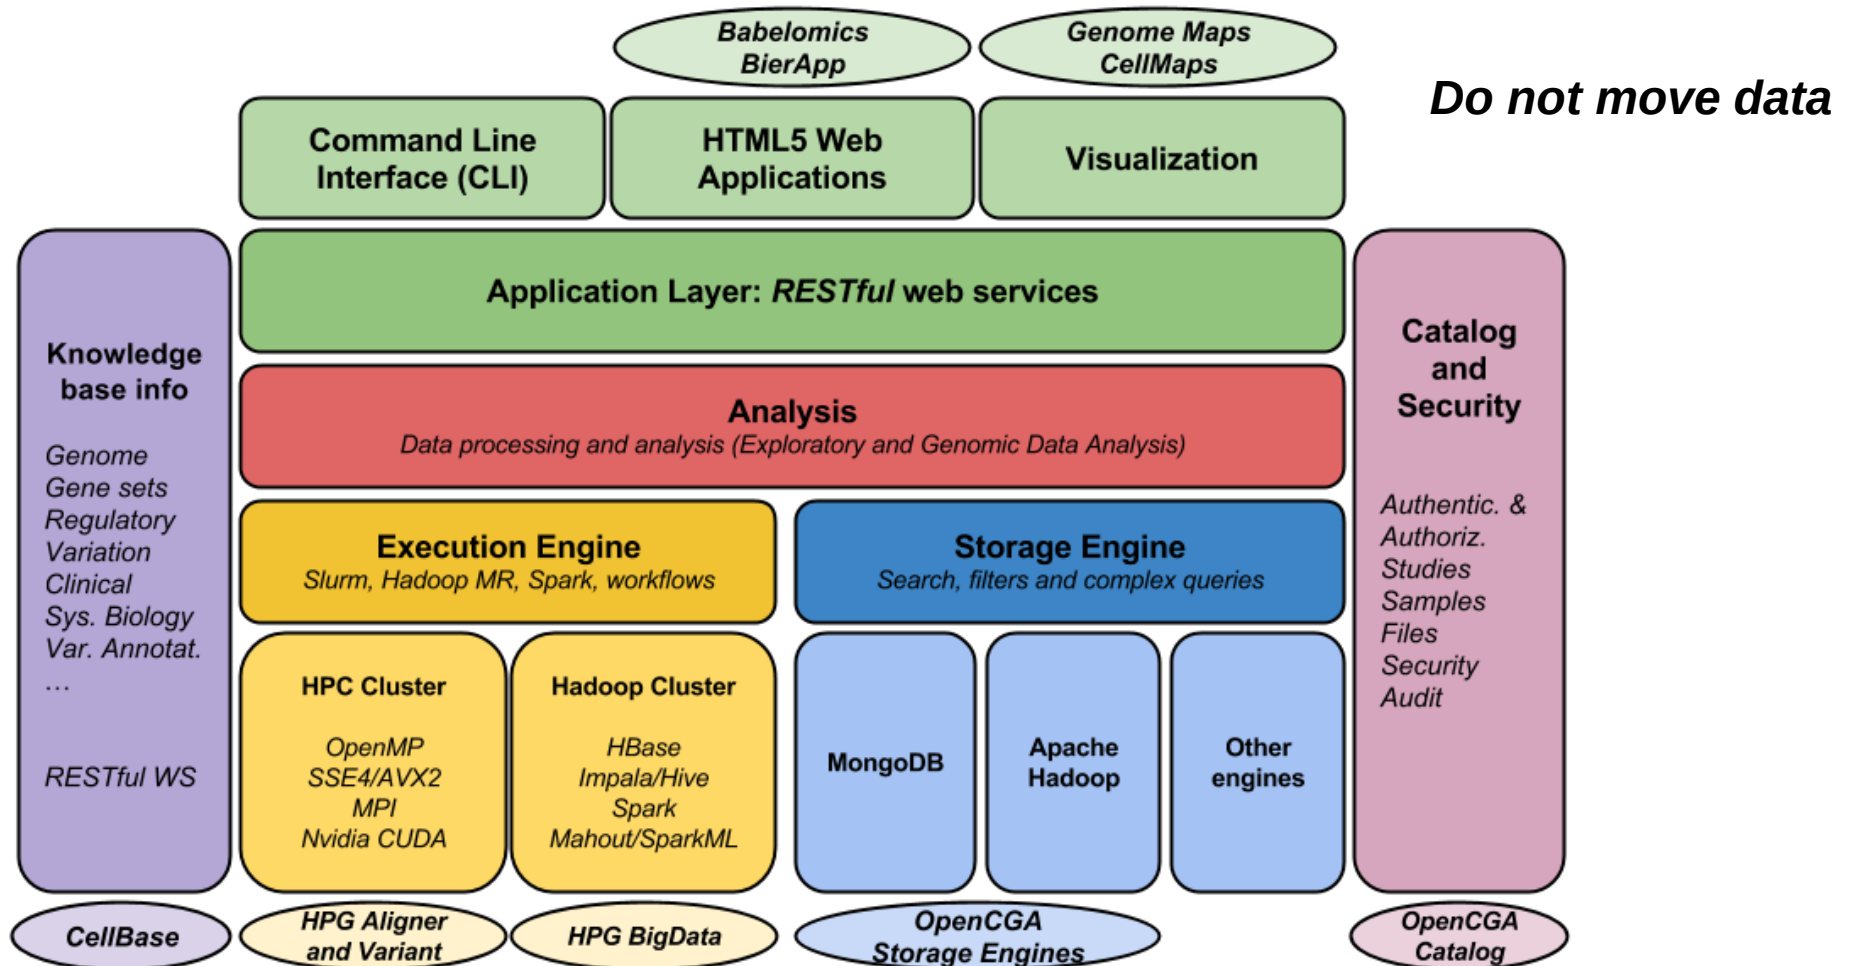 Babelomics
BierApp
Genome Maps
CellMaps
Do not move data
Command Line
Interface (CLI)
HTML5 Web
Applications
Visualization
Application Layer: RESTful web services
Knowledge
base info
Genome
Gene sets
Regulatory
Variation
Clinical
Sys. Biology
Var. Annotat.
...
RESTful WS
Analysis
Data processing and analysis (Exploratory and Genomic Data Analysis)
Execution Engine
Slurm, Hadoop MR, Spark, workflows
Storage Engine
Search, filters and complex queries
HPC Cluster
OpenMP
SSE4/AVX2
MPI
Nvidia CUDA
Hadoop Cluster
HBase
Impala/Hive
Spark
Mahout/SparkML
MongoDB
Apache
Hadoop
Other
engines
Catalog
and
Security
Authentic. &
Authoriz.
Studies
Samples
Files
Security
Audit
CellBase
HPG Aligner
and Variant
HPG BigData
OpenCGA
Storage Engines
OpenCGA
Catalog